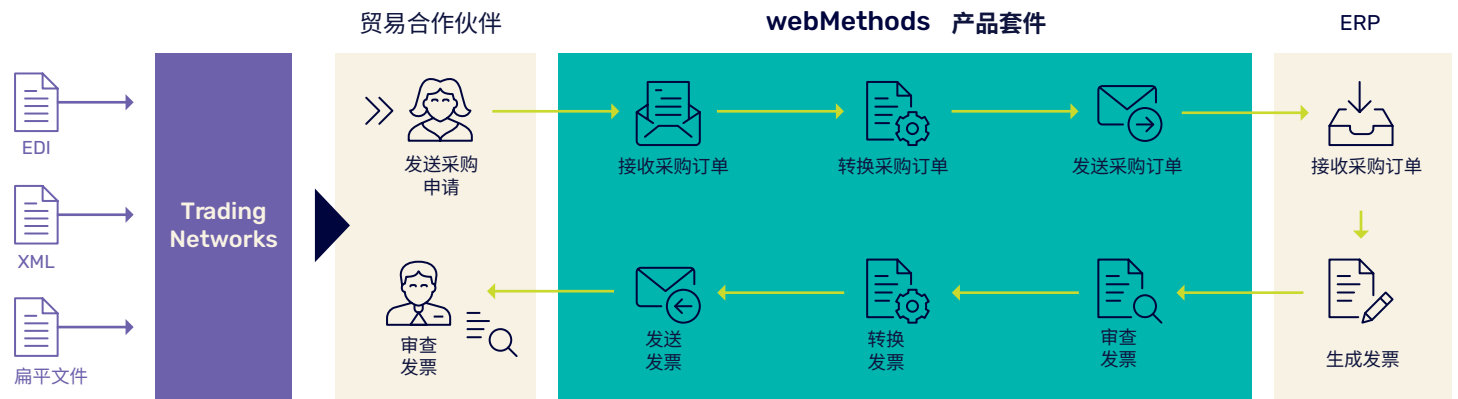 贸易合作伙伴
webMethods 产品套件
ERP
EDI
XML
扁平文件
Trading
Networks
发送采购
申请
接收采购订单
转换采购订单
发送采购订单
接收采购订单
审查
发票
发送
发票
转换
发票
审查
发票
生成发票